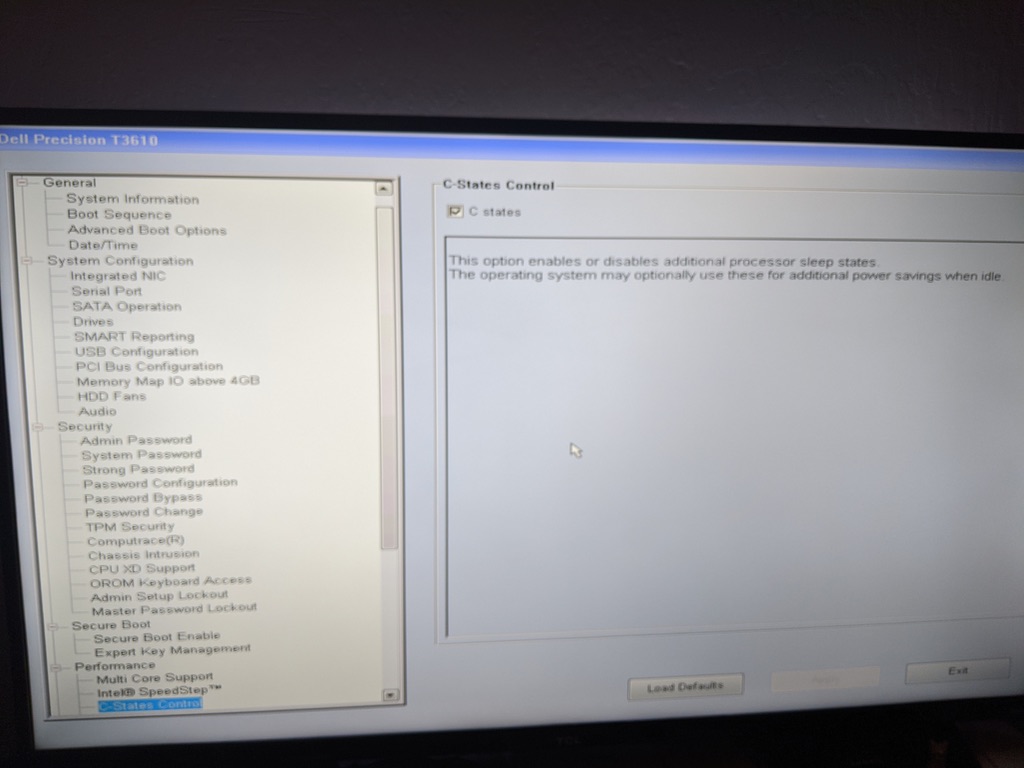 Dell Precision T3610
General
System Information
Boot Sequence
Advanced Boot Options
Date/Time
System Configuration
Integrated NIC
Serial Port
SATA Operation
Drives
SMART Reporting
USB Configuration
PCI Bus Configuration
Memory Map IO above 4GB
HDD Fans
Audio
Security
Admin Password
System Password
Strong Password
Password Configuration
Password Bypass
Password Change
TPM Security
Computrace(R)
Chassis Intrusion
CPU XD Support
OROM Keyboard Access
Admin Setup Lockout
Master Password Lockout
Secure Boot
Secure Boot Enable
Expert Key Management
Performance
Multi Core Support
Intel® SpeedStep™
C-States Control
C-States Control
C states
This option enables or disables additional processor sleep states.
The operating system may optionally use these for additional power savings when idle.
Load Defaults
Exit